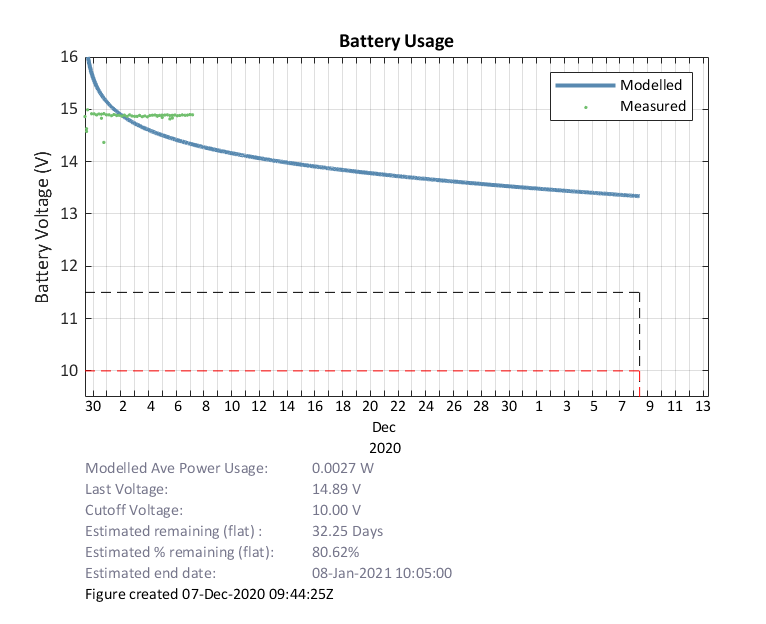 Battery Usage
16
15
14
13
12
11
10
Battery Voltage (V)
Modelled
Measured
30 2 4 6 8 10 12 14 16 18 20 22 24 26 28 30 1 3 5 7 9 11 13
Dec
2020
Modelled Ave Power Usage: 0.0027 W
Last Voltage: 14.89 V
Cutoff Voltage: 10.00 V
Estimated remaining (flat) : 32.25 Days
Estimated % remaining (flat): 80.62%
Estimated end date: 08-Jan-2021 10:05:00
Figure created 07-Dec-2020 09:44:25Z